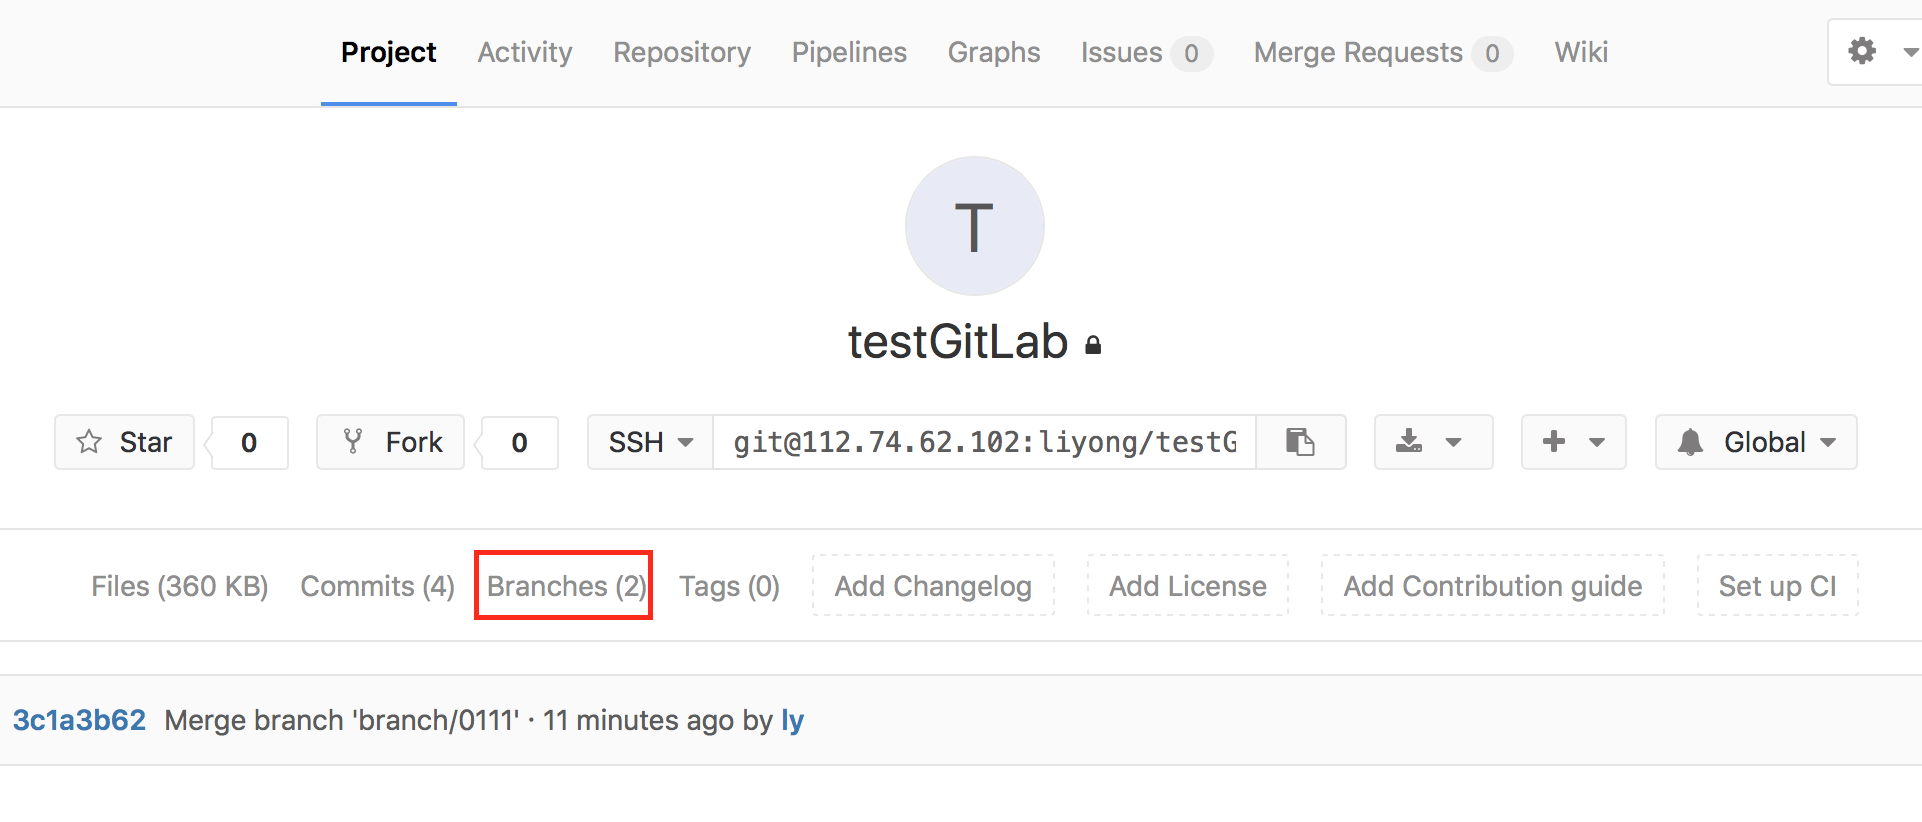 Project Activity Repository Pipelines Graphs Issues 0 Merge Requests 0 Wiki
T
testGitLab
Star 0 Fork 0 SSH git@112.74.62.102:liyong/testG Global
Files (360 KB) Commits (4) Branches (2) Tags (0) Add Changelog Add License Add Contribution guide Set up CI
3c1a3b62 Merge branch 'branch/0111' · 11 minutes ago by ly